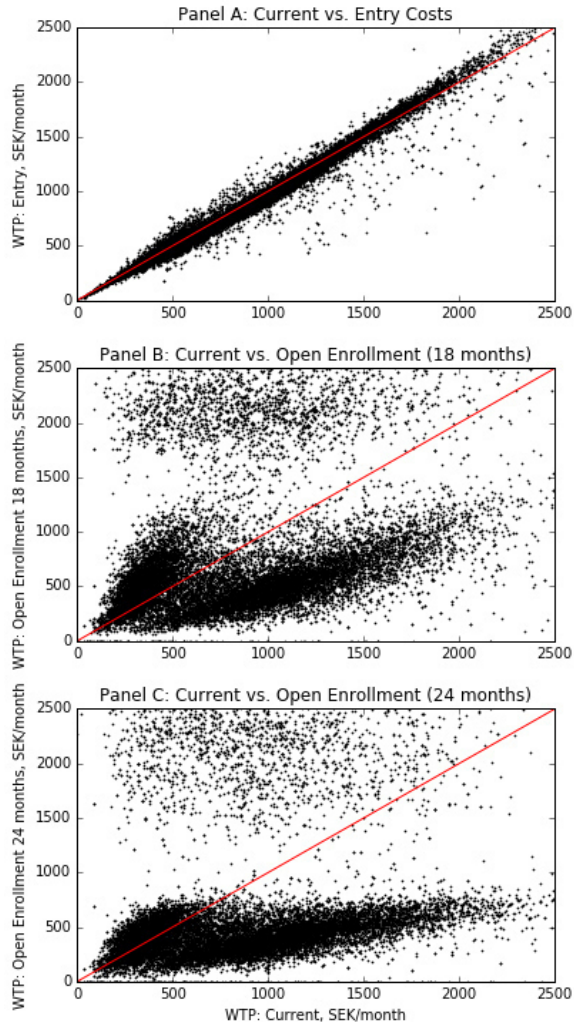 Panel A: Current vs. Entry Costs
2500
2000
1500
1000
500
0
WTP: Entry, SEK/month
0 500 1000 1500 2000 2500
Panel B: Current vs. Open Enrollment (18 months)
2500
2000
1500
1000
500
0
WTP: Open Enrollment 18 months, SEK/month
0 500 1000 1500 2000 2500
Panel C: Current vs. Open Enrollment (24 months)
2500
2000
1500
1000
500
0
WTP: Open Enrollment 24 months, SEK/month
0 500 1000 1500 2000 2500
WTP: Current, SEK/month